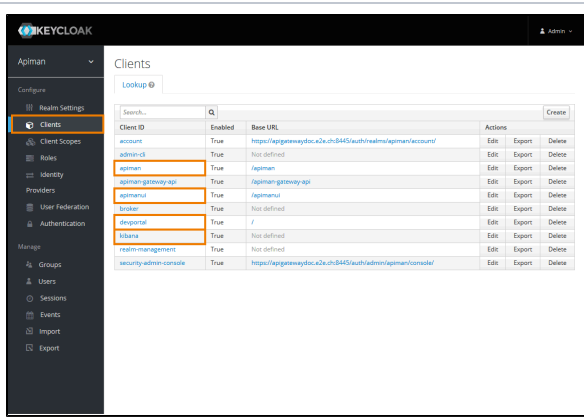 KEYCLOAK
Admin
Apiman
Configure
Realm Settings
Clients
Client Scopes
Roles
Identity
Providers
User Federation
Authentication
Manage
Groups
Users
Sessions
Events
Import
Export
Clients
Lookup
Search... Create
Client ID Enabled Base URL Actions
account True https://apigatewaydoc.e2e.ch:8445/auth/realms/apiman/account/ Edit Export Delete
admin-cli True Not defined Edit Export Delete
apiman True /apiman Edit Export Delete
apiman-gateway-api True /apiman-gateway-api Edit Export Delete
apimanui True /apimanui Edit Export Delete
broker True Not defined Edit Export Delete
devportal True / Edit Export Delete
kibana True Not defined Edit Export Delete
realm-management True Not defined Edit Export Delete
security-admin-console True https://apigatewaydoc.e2e.ch:8445/auth/admin/apiman/console/ Edit Export Delete